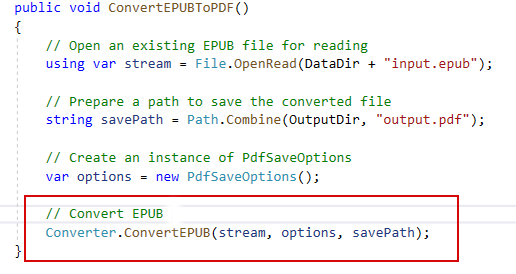 public void ConvertEPUBToPDF()
{
// Open an existing EPUB file for reading
using var stream = File.OpenRead(DataDir + "input.epub");
// Prepare a path to save the converted file
string savePath = Path.Combine(OutputDir, "output.pdf");
// Create an instance of PdfSaveOptions
var options = new PdfSaveOptions();
// Convert EPUB
Converter.ConvertEPUB(stream, options, savePath);
}